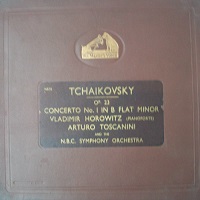 TCHAIKOVSKY
OP. 23
CONCERTO No. 1 IN B FLAT MINOR
VLADIMIR HOROWITZ (PIANOFORTE)
ARTURO TOSCANINI
AND THE
N.B.C. SYMPHONY ORCHESTRA